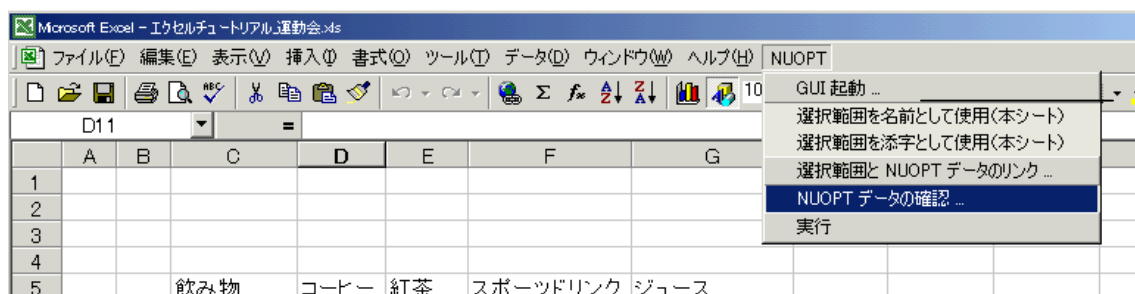 Microsoft Excel - エクセルチュートリアル_運動会.xls
ファイル(F) 編集(E) 表示(V) 挿入(I) 書式(O) ツール(T) データ(D) ウィンドウ(W) ヘルプ(H) NUOPT
ABC Σ fx A Z Z A 10
GUI 起動 ...
選択範囲を名前として使用(本シート)
選択範囲を添字として使用(本シート)
選択範囲と NUOPT データのリンク ...
NUOPT データの確認 ...
実行
D11 =
A B C D E F G
1
2
3
4
5 飲み物 コーヒー 紅茶 スポーツドリンク ジュース